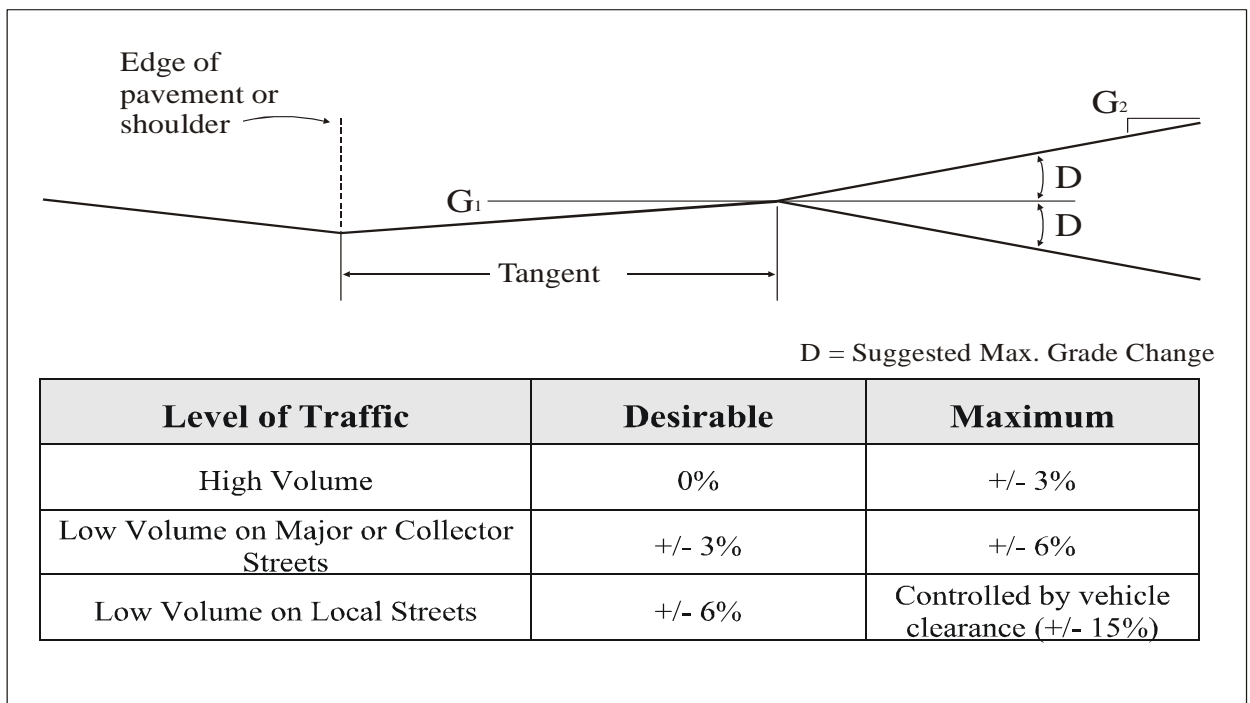 Edge of
pavement or
shoulder
G2
D
G1
D
Tangent
D = Suggested Max. Grade Change
Level of Traffic Desirable Maximum
High Volume 0% +/- 3%
Low Volume on Major or Collector
Streets +/- 3% +/- 6%
Low Volume on Local Streets +/- 6% Controlled by vehicle
clearance (+/- 15%)